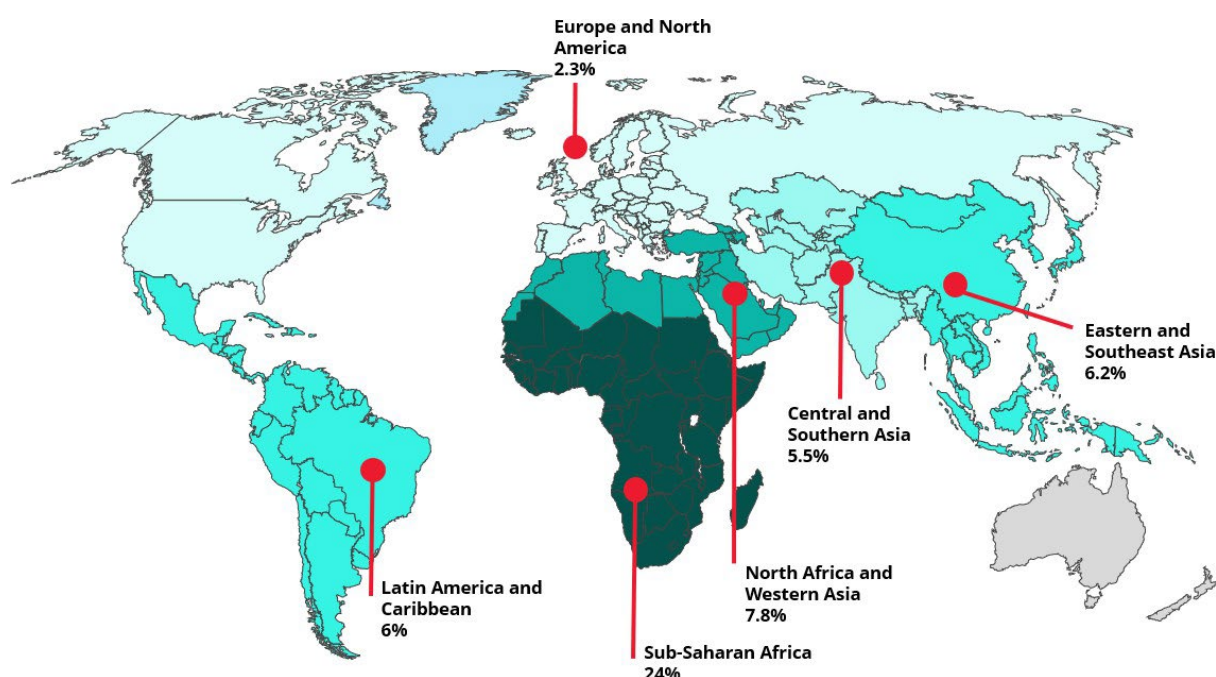 Europe and North
America
2.3%
Eastern and
Southeast Asia
6.2%
Central and
Southern Asia
5.5%
North Africa and
Western Asia
7.8%
Latin America and
Caribbean
6%
Sub-Saharan Africa
24%